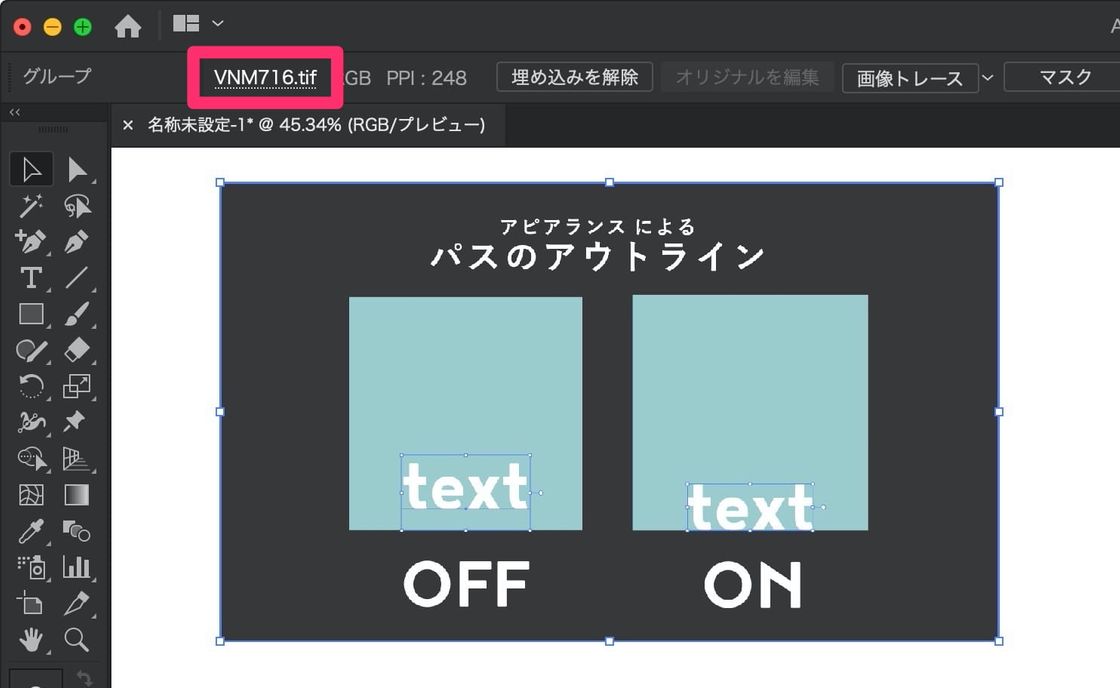 A
グループ
VNM716.tif
GB PPI : 248
埋め込みを解除
オリジナルを編集
画像トレース
マスク
名称未設定-1* @ 45.34% (RGB/プレビュー)
アピアランスによる
パスのアウトライン
text
text
OFF
ON